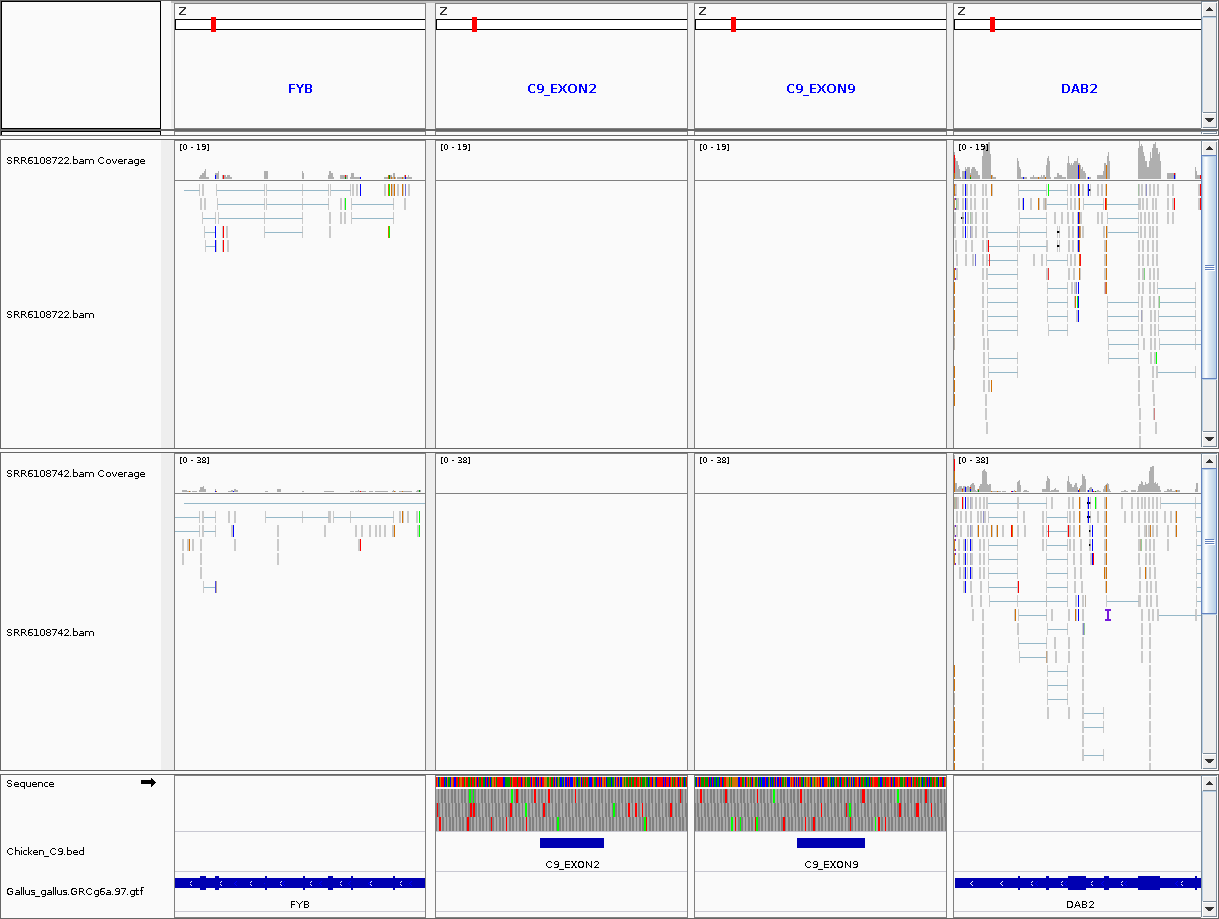 Z Z Z Z
FYB C9_EXON2 C9_EXON9 DAB2
SRR6108722.bam Coverage [0 - 19] [0 - 19] [0 - 19] [0 - 19]
SRR6108722.bam
SRR6108742.bam Coverage [0 - 38] [0 - 38] [0 - 38] [0 - 38]
SRR6108742.bam
Sequence
Chicken_C9.bed
C9_EXON2 C9_EXON9
Gallus_gallus.GRCg6a.97.gtf
FYB DAB2